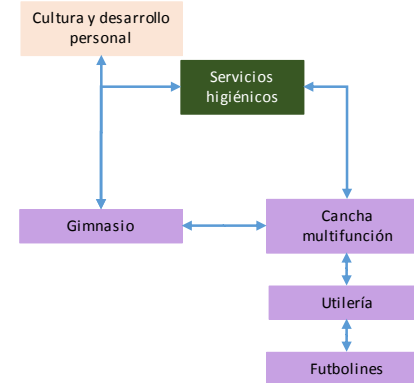 Cultura y desarrollo
personal
Servicios
higiénicos
Gimnasio
Cancha
multifunción
Utilería
Futbolines